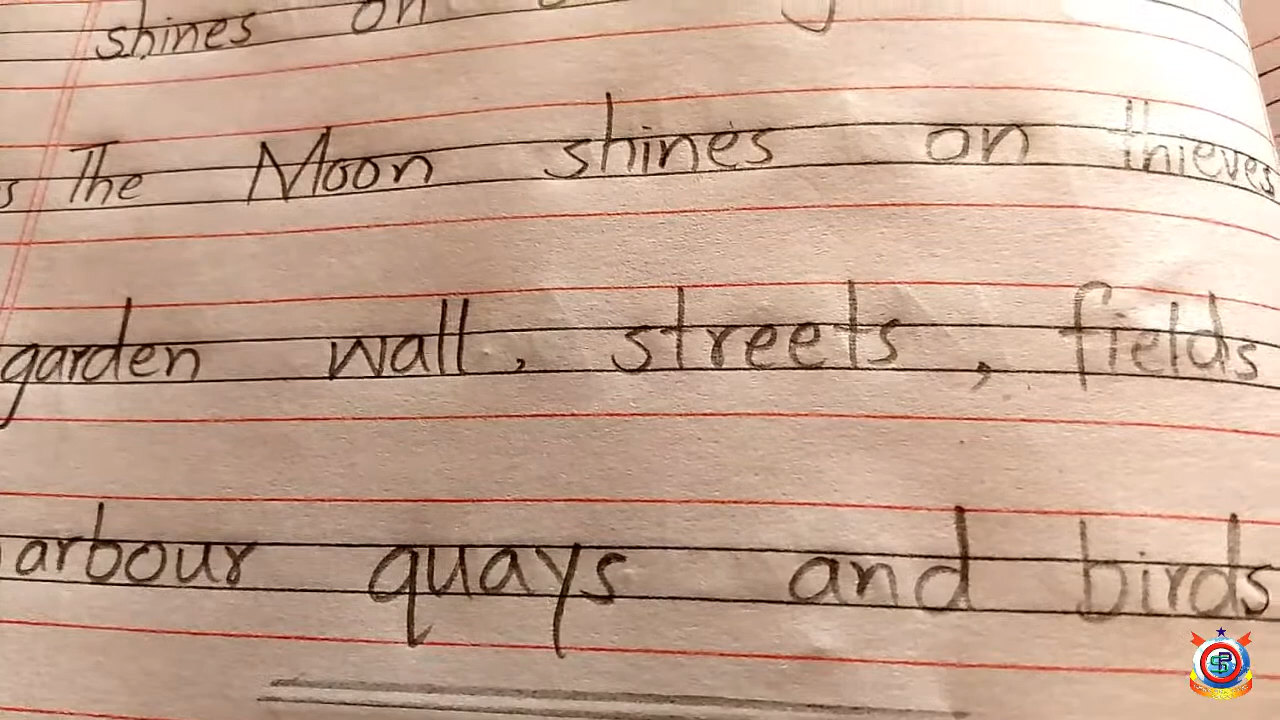 shines on
s The Moon shines on thieves
garden wall, streets, fields
arbour quays and birds